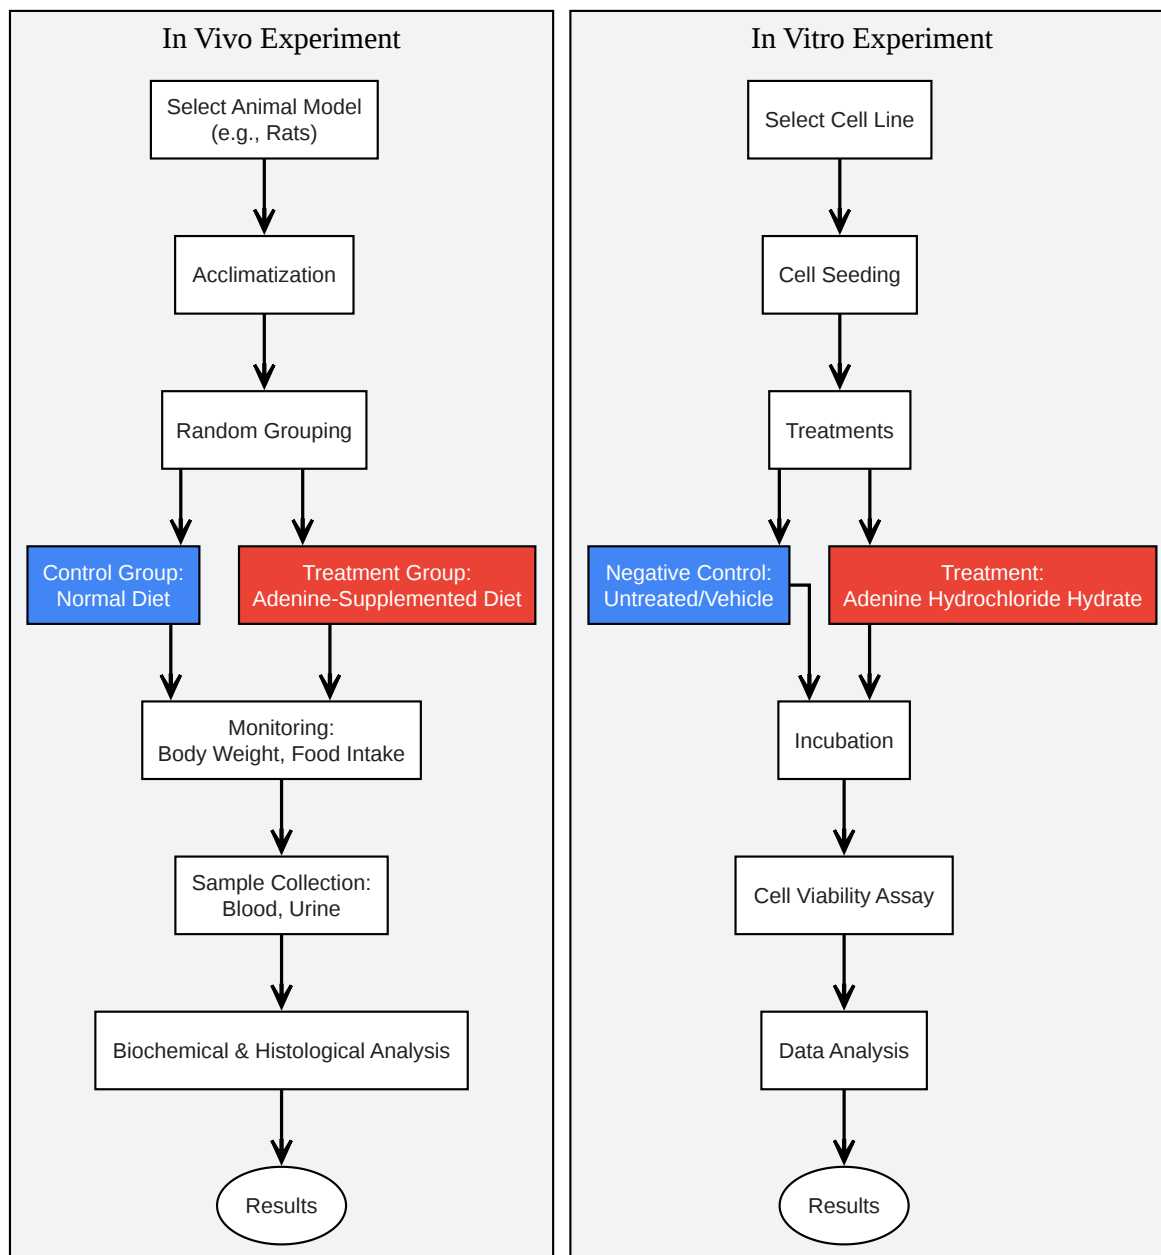 In Vivo Experiment
Select Animal Model
(e.g., Rats)
Acclimatization
Random Grouping
Control Group:
Normal Diet
Treatment Group:
Adenine-Supplemented Diet
Monitoring:
Body Weight, Food Intake
Sample Collection:
Blood, Urine
Biochemical & Histological Analysis
Results
In Vitro Experiment
Select Cell Line
Cell Seeding
Treatments
Negative Control:
Untreated/Vehicle
Treatment:
Adenine Hydrochloride Hydrate
Incubation
Cell Viability Assay
Data Analysis
Results